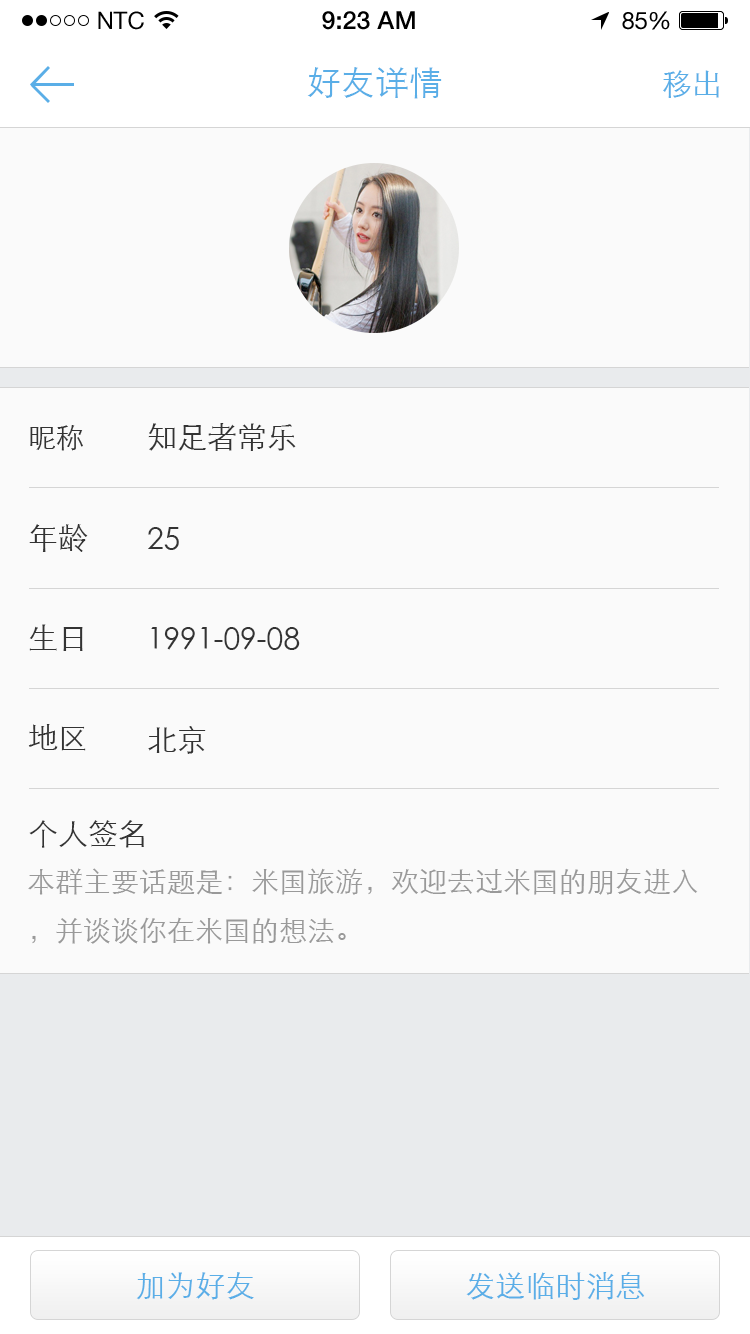 NTC 9:23 AM 85%
好友详情 移出
昵称 知足者常乐
年龄 25
生日 1991-09-08
地区 北京
个人签名
本群主要话题是：米国旅游，欢迎去过米国的朋友进入
，并谈谈你在米国的想法。
加为好友 发送临时消息